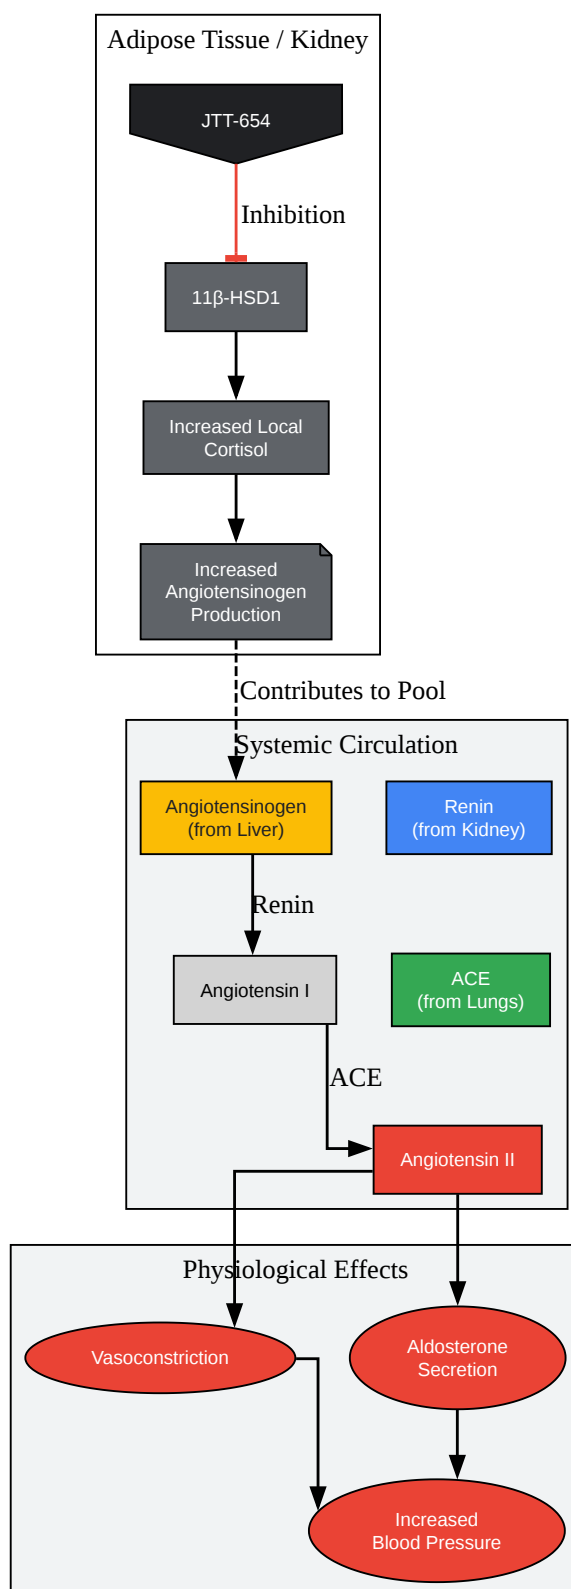 Adipose Tissue / Kidney
JTT-654
Inhibition
11β-HSD1
Increased Local
Cortisol
Increased
Angiotensinogen
Production
Contributes to Pool
Systemic Circulation
Angiotensinogen
(from Liver)
Renin
(from Kidney)
Renin
Angiotensin I
ACE
(from Lungs)
ACE
Angiotensin II
Physiological Effects
Vasoconstriction
Aldosterone
Secretion
Increased
Blood Pressure